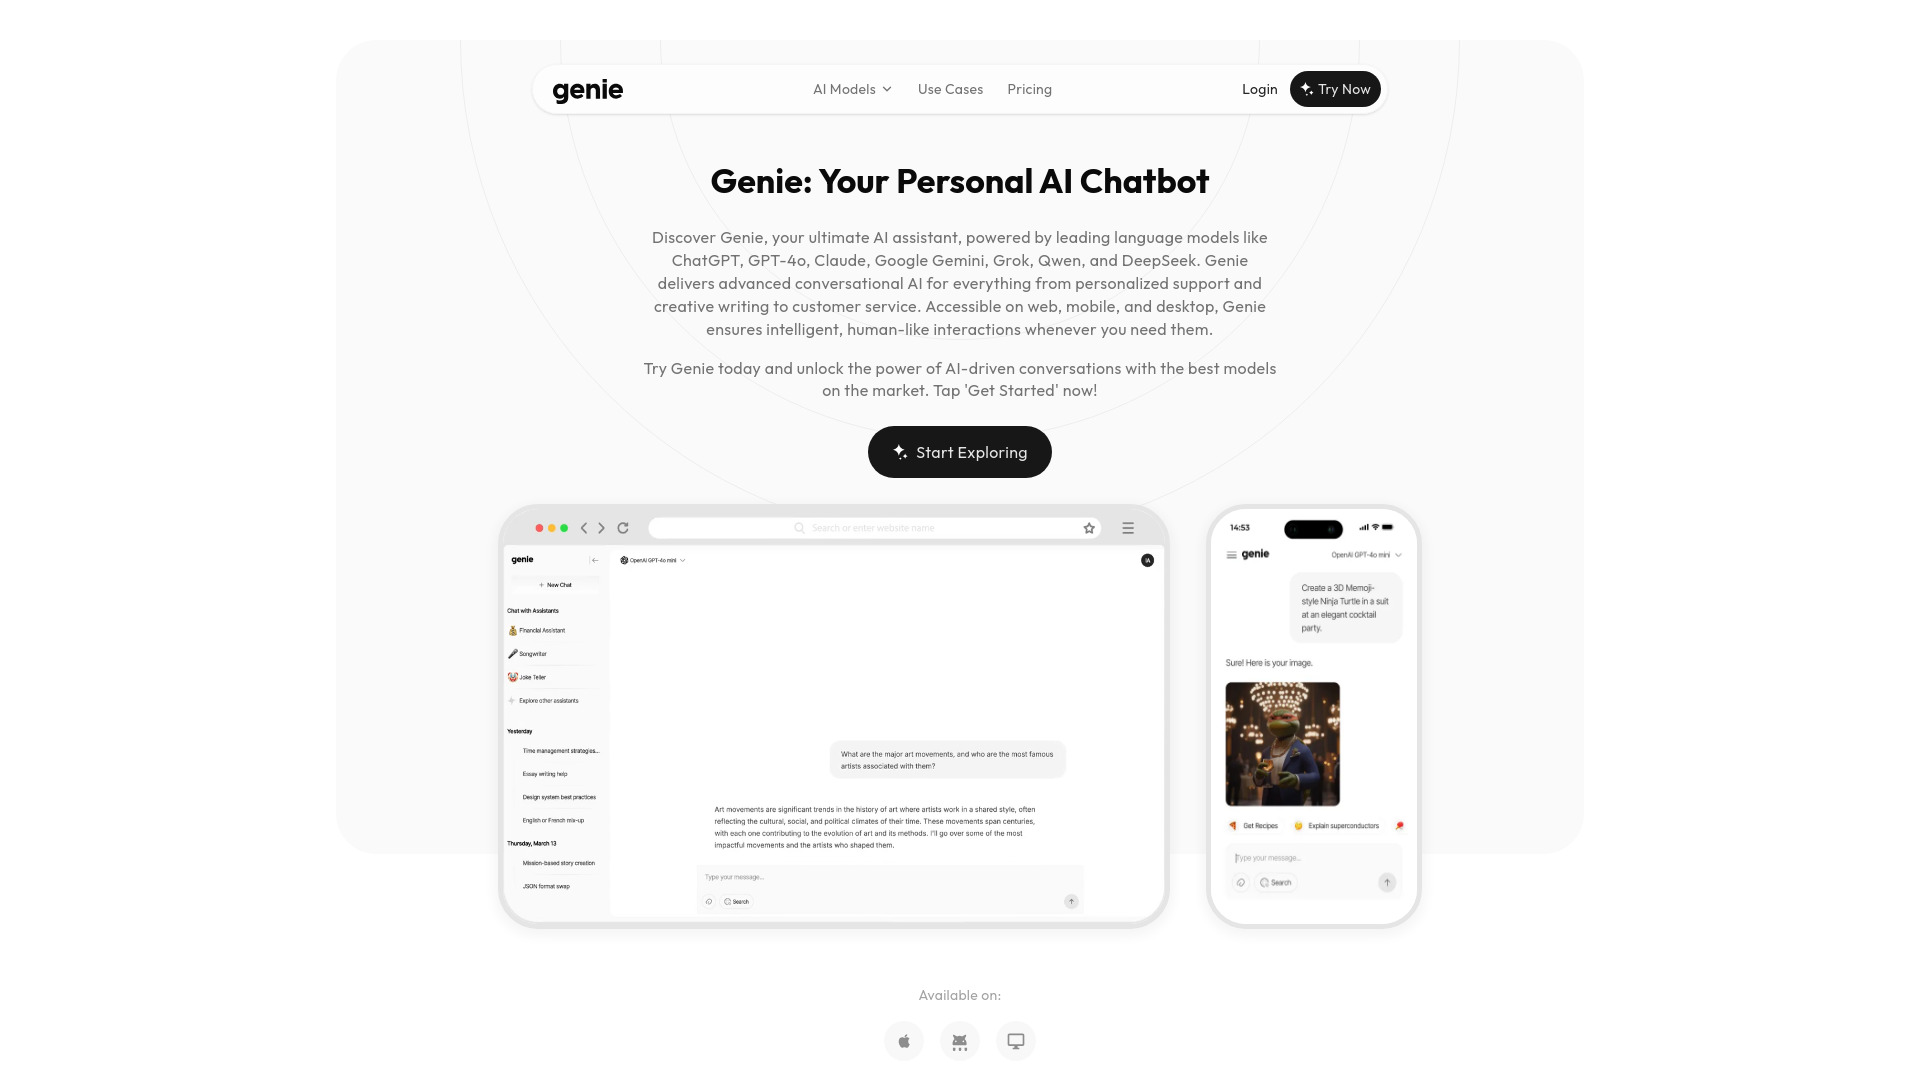 genie
AI Models
Use Cases
Pricing
Login
Try Now
Genie: Your Personal AI Chatbot
Discover Genie, your ultimate AI assistant, powered by leading language models like
ChatGPT, GPT-4o, Claude, Google Gemini, Grok, Qwen, and DeepSeek. Genie
delivers advanced conversational AI for everything from personalized support and
creative writing to customer service. Accessible on web, mobile, and desktop, Genie
ensures intelligent, human-like interactions whenever you need them.
Try Genie today and unlock the power of AI-driven conversations with the best models
on the market. Tap 'Get Started' now!
Start Exploring
Search or enter website name
genie
OpenAI GPT-4o mini
IA
+ New Chat
Chat with Assistants
Financial Assistant
Songwriter
Joke Teller
Explore other assistants
Yesterday
Time management strategies...
Essay writing help
Design system best practices
English or French mix-up
Thursday, March 13
Mission-based story creation
JSON format swap
What are the major art movements, and who are the most famous
artists associated with them?
Art movements are significant trends in the history of art where artists work in a shared style, often
reflecting the cultural, social, and political climates of their time. These movements span centuries,
with each one contributing to the evolution of art and its methods. I'll go over some of the most
impactful movements and the artists who shaped them.
Type your message...
Search
14:53
genie
OpenAI GPT-4o mini
Create a 3D Memoji-
style Ninja Turtle in a suit
at an elegant cocktail
party.
Sure! Here is your image.
Get Recipes
Explain superconductors
Type your message...
Search
Available on: